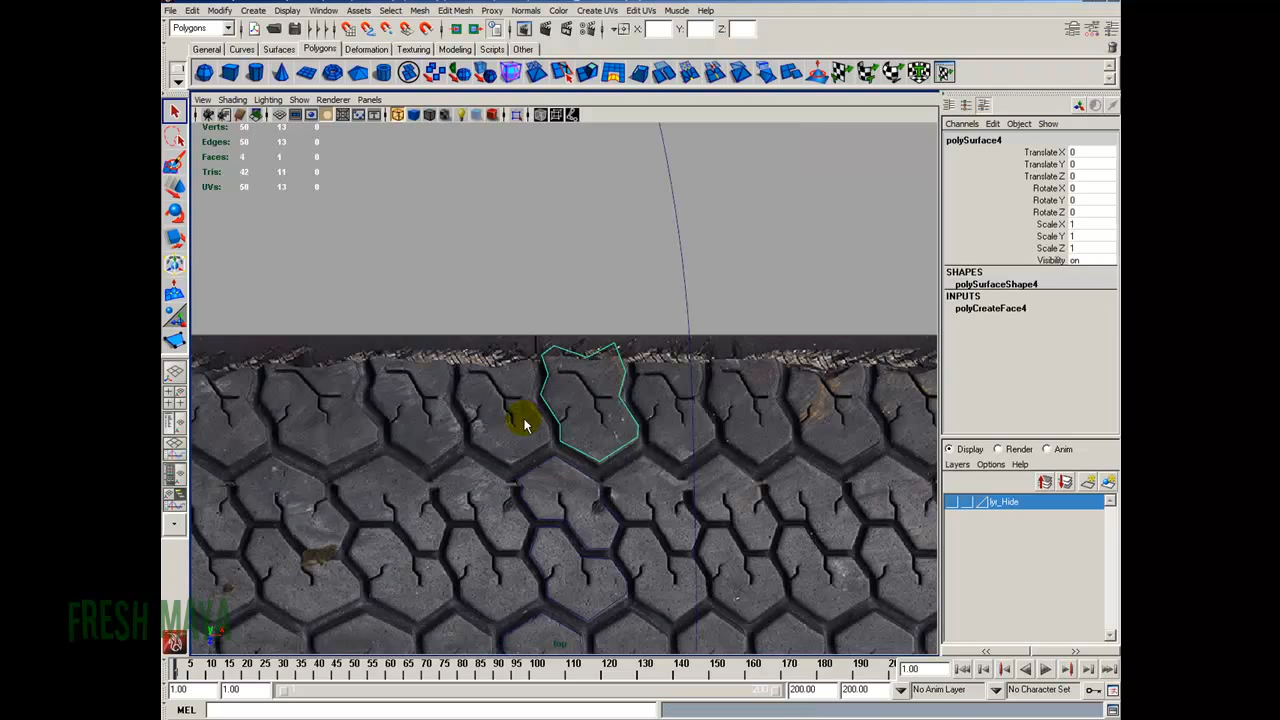 File Edit Modify Create Display Window Assets Select Mesh Edit Mesh Proxy Normals Color Create UVs Edit UVs Muscle Help
Polygons X: Y: Z:
General Curves Surfaces Polygons Deformation Texturing Modeling Scripts Other
View Shading Lighting Show Renderer Panels
Channels Edit Object Show
Verts: 50 13 0
Edges: 50 13 0
Faces: 4 1 0
Tris: 42 11 0
UVs: 50 13 0
polySurface4
Translate X 0
Translate Y 0
Translate Z 0
Rotate X 0
Rotate Y 0
Rotate Z 0
Scale X 1
Scale Y 1
Scale Z 1
Visibility on
SHAPES
polySurfaceShape4
INPUTS
polyCreateFace4
Display Render Anim
Layers Options Help
lyr_Hide
FRESH MAYA
top
5 10 15 20 25 30 35 40 45 50 55 60 65 70 75 80 85 90 95 100 110 120 130 140 150 160 170 180 190 1.00
1.00 1.00 200 200.00 200.00 No Anim Layer No Character Set
MEL